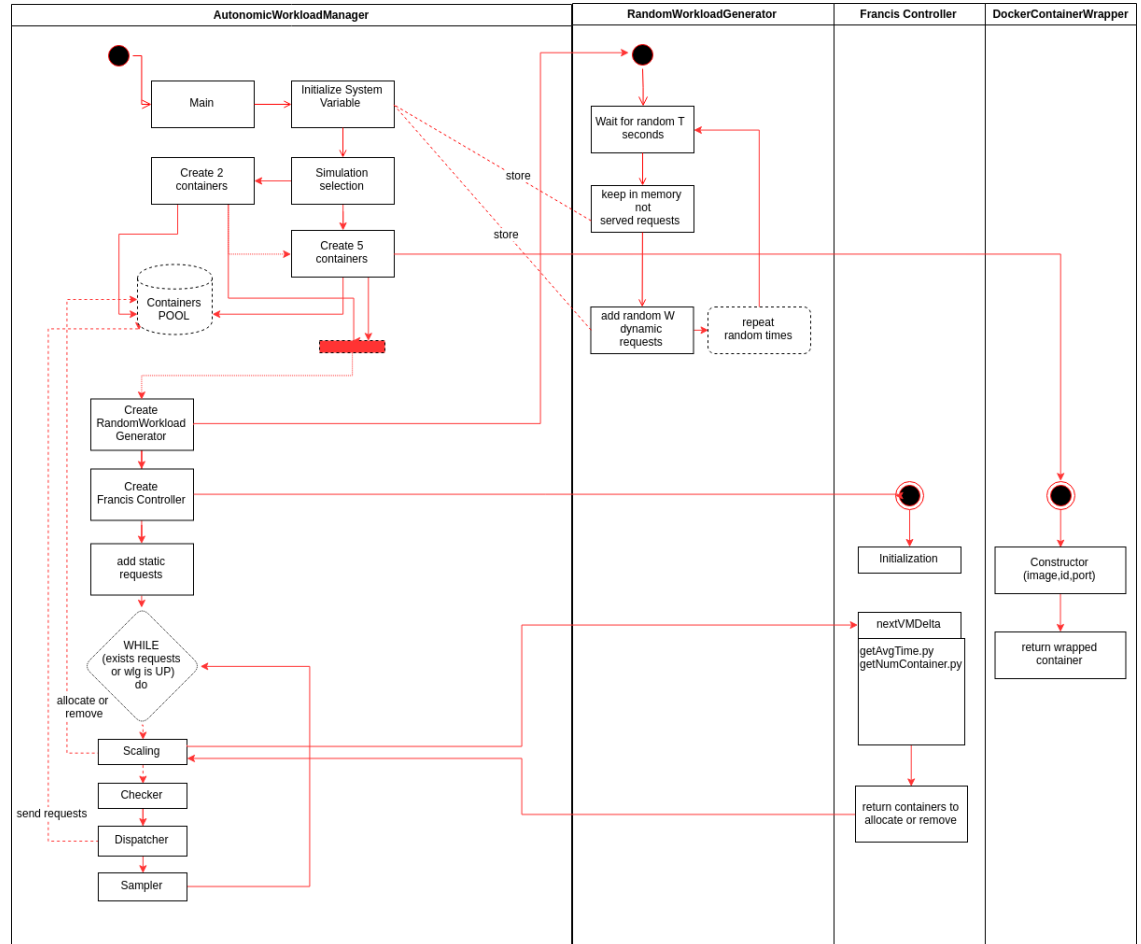 AutonomicWorkloadManager
RandomWorkloadGenerator
Francis Controller
DockerContainerWrapper
Main
Initialize System
Variable
Create 2
containers
Simulation
selection
Create 5
containers
Containers
POOL
store
store
Create
RandomWorkload
Generator
Create
Francis Controller
add static
requests
WHILE
(exists requests
or wlg is UP)
do
allocate or
remove
Scaling
Checker
send requests
Dispatcher
Sampler
Wait for random T
seconds
keep in memory
not
served requests
add random W
dynamic
requests
repeat
random times
Initialization
nextVMDelta
getAvgTime.py
getNumContainer.py
return containers to
allocate or remove
Constructor
(image,id,port)
return wrapped
container